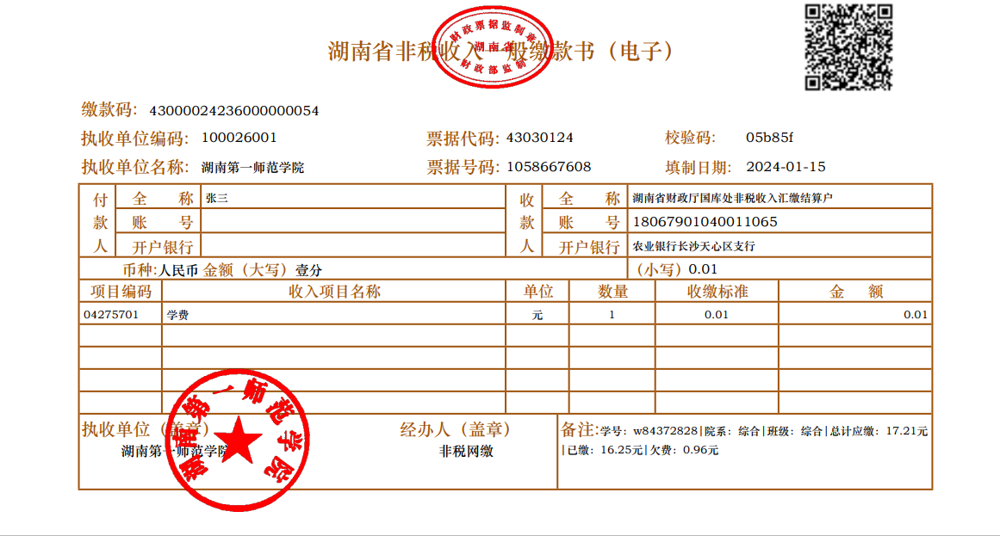 湖南省非税收入一般缴款书（电子）
财政票据监制章
湖南省
财政部监制
缴款码： 43000024236000000054
执收单位编码： 100026001 票据代码: 43030124 校验码: 05b85f
执收单位名称: 湖南第一师范学院 票据号码: 1058667608 填制日期: 2024-01-15
付款人 全 称 张三 收款人 全 称 湖南省财政厅国库处非税收入汇缴结算户
账 号 账 号 18067901040011065
开户银行 开户银行 农业银行长沙天心区支行
币种:人民币 金额（大写）壹分 （小写）0.01
项目编码 收入项目名称 单位 数量 收缴标准 金 额
04275701 学费 元 1 0.01 0.01
执收单位（盖章） 经办人（盖章） 备注:学号: w84372828|院系: 综合|班级: 综合|总计应缴: 17.21元
湖南第一师范学院 非税网缴 |已缴: 16.25元|欠费: 0.96元
湖南第一师范学院